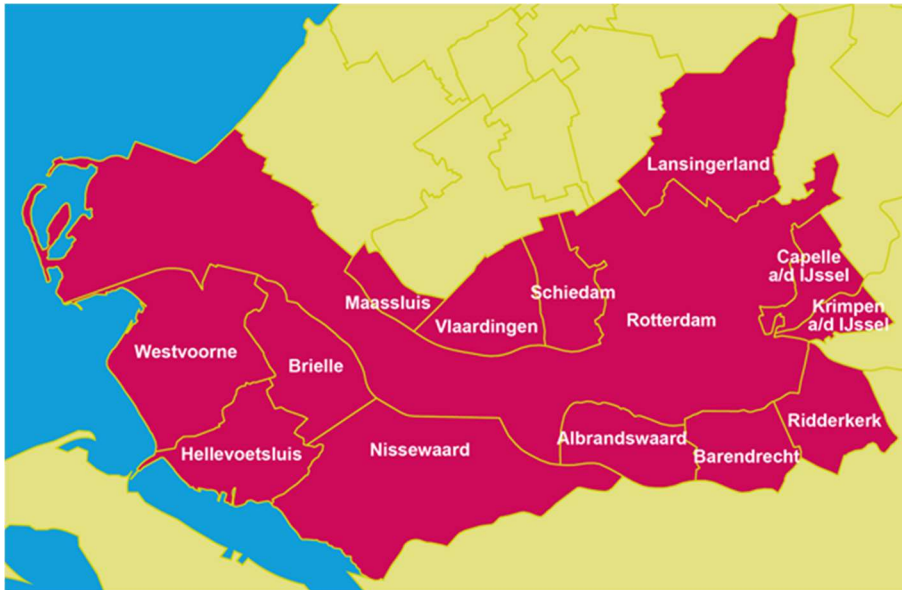 Lansingerland
Capelle
a/d IJssel
Maassluis
Schiedam
Krimpen
a/d IJssel
Vlaardingen
Rotterdam
Westvoorne
Brielle
Ridderkerk
Albrandswaard
Hellevoetsluis
Nissewaard
Barendrecht